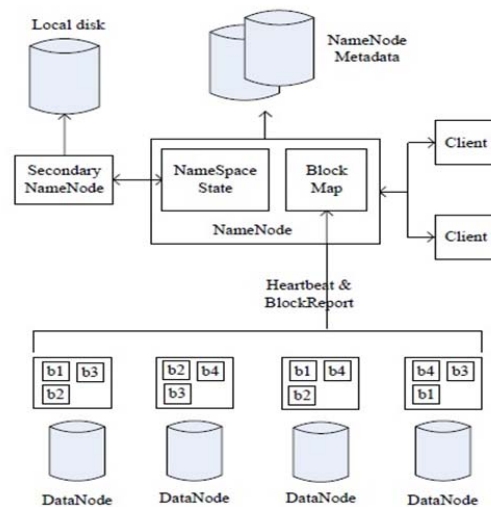 Local disk
NameNode
Metadata
Secondary
NameNode
NameSpace
State
Block
Map
NameNode
Client
Client
Heartbeat &
BlockReport
b1 b3
b2
b2 b4
b3
b1 b4
b2
b4 b3
b1
DataNode
DataNode
DataNode
DataNode